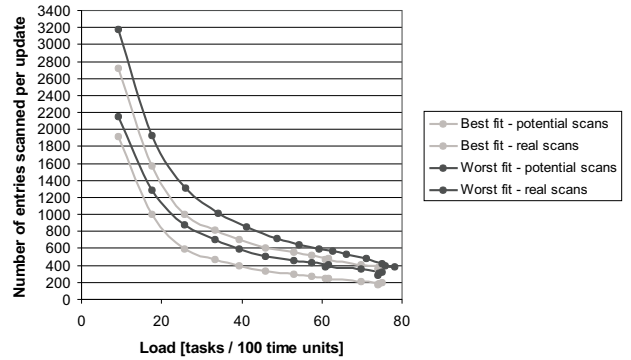 Number of entries scanned per update
3400
3200
3000
2800
2600
2400
2200
2000
1800
1600
1400
1200
1000
800
600
400
200
0
0 20 40 60 80
Load [tasks / 100 time units]
Best fit - potential scans
Best fit - real scans
Worst fit - potential scans
Worst fit - real scans